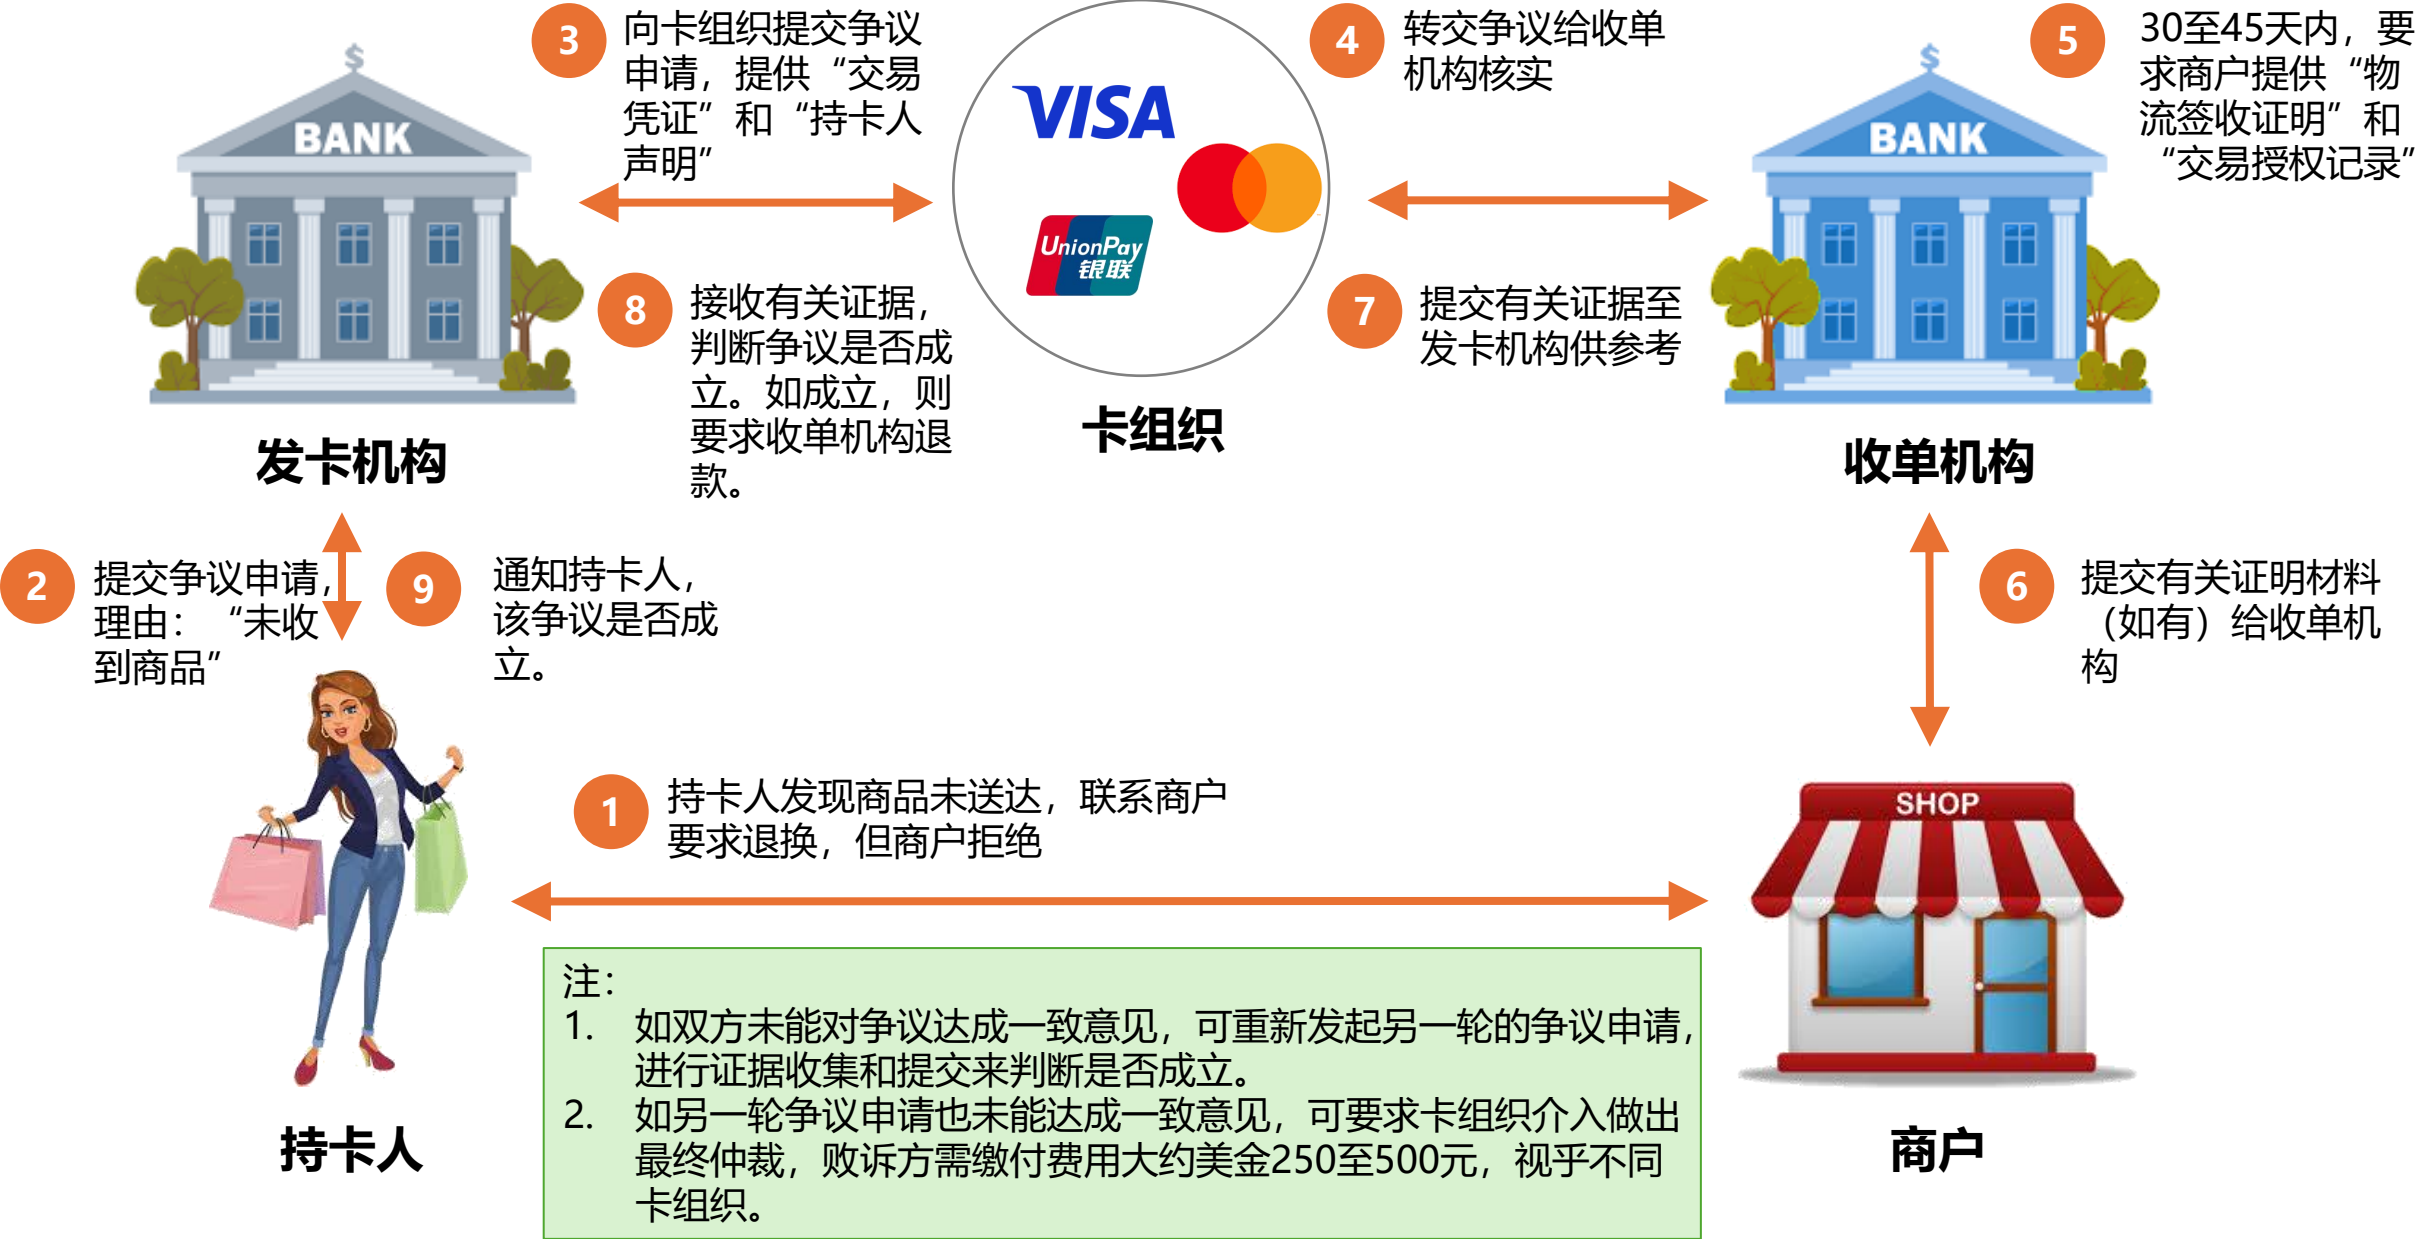 3
向卡组织提交争议
申请，提供“交易
凭证”和“持卡人
声明”
4
转交争议给收单
机构核实
5
30至45天内，要
求商户提供“物
流签收证明”和
“交易授权记录”
BANK
VISA
UnionPay
银联
BANK
8
接收有关证据，
判断争议是否成
立。如成立，则
要求收单机构退
款。
7
提交有关证据至
发卡机构供参考
发卡机构
卡组织
收单机构
2
提交争议申请，
理由：“未收
到商品”
9
通知持卡人，
该争议是否成
立。
6
提交有关证明材料
（如有）给收单机
构
1
持卡人发现商品未送达，联系商户
要求退换，但商户拒绝
SHOP
注：
1. 如双方未能对争议达成一致意见，可重新发起另一轮的争议申请，
进行证据收集和提交来判断是否成立。
2. 如另一轮争议申请也未能达成一致意见，可要求卡组织介入做出
最终仲裁，败诉方需缴付费用大约美金250至500元，视乎不同
卡组织。
持卡人
商户